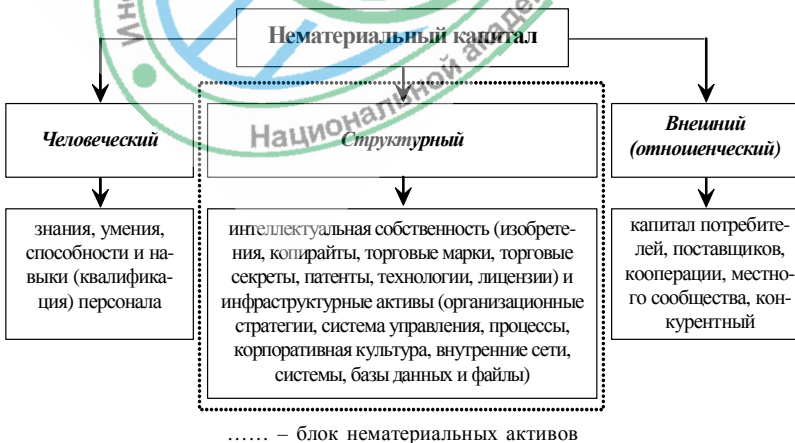 Нематериальный капитал
Национальной акаде
Человеческий
Структурный
Внешний
(отношенческий)
знания, умения,
способности и на-
выки (квалифика-
ция) персонала
интеллектуальная собственность (изобрете-
ния, копирайты, торговые марки, торговые
секреты, патенты, технологии, лицензии) и
инфраструктурные активы (организационные
стратегии, система управления, процессы,
корпоративная культура, внутренние сети,
системы, базы данных и файлы)
капитал потребите-
лей, поставщиков,
кооперации, местно-
го сообщества, кон-
курентный
…… – блок нематериальных активов